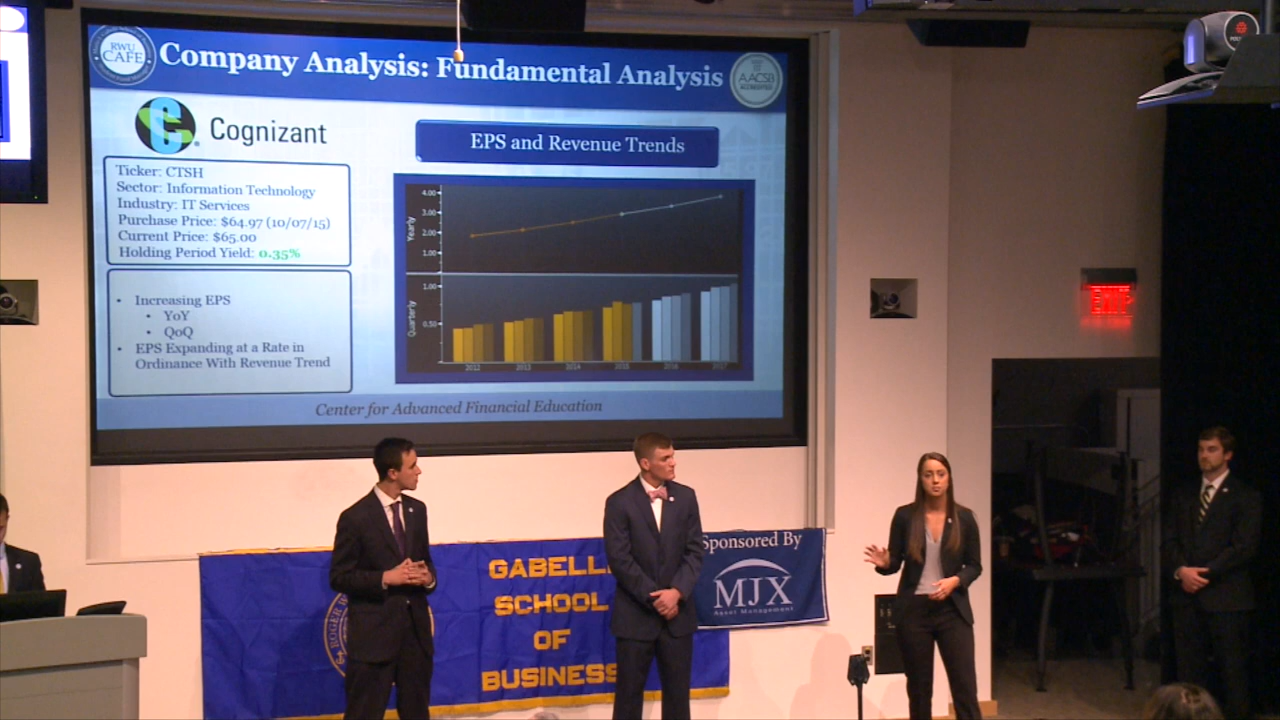 RWU
CAFE
Company Analysis: Fundamental Analysis
AACSB
ACCREDITED
Cognizant
EPS and Revenue Trends
Ticker: CTSH
Sector: Information Technology
Industry: IT Services
Purchase Price: $64.97 (10/07/15)
Current Price: $65.00
Holding Period Yield: 0.35%
• Increasing EPS
• YoY
• QoQ
• EPS Expanding at a Rate in
Ordinance With Revenue Trend
Yearly
4.00
3.00
2.00
1.00
Quarterly
1.00
0.50
2012 2013 2014 2015 2016 2017
Center for Advanced Financial Education
EXIT
GABELLI
SCHOOL
OF
BUSINESS
ROGER
Sponsored By
MJX
Asset Management